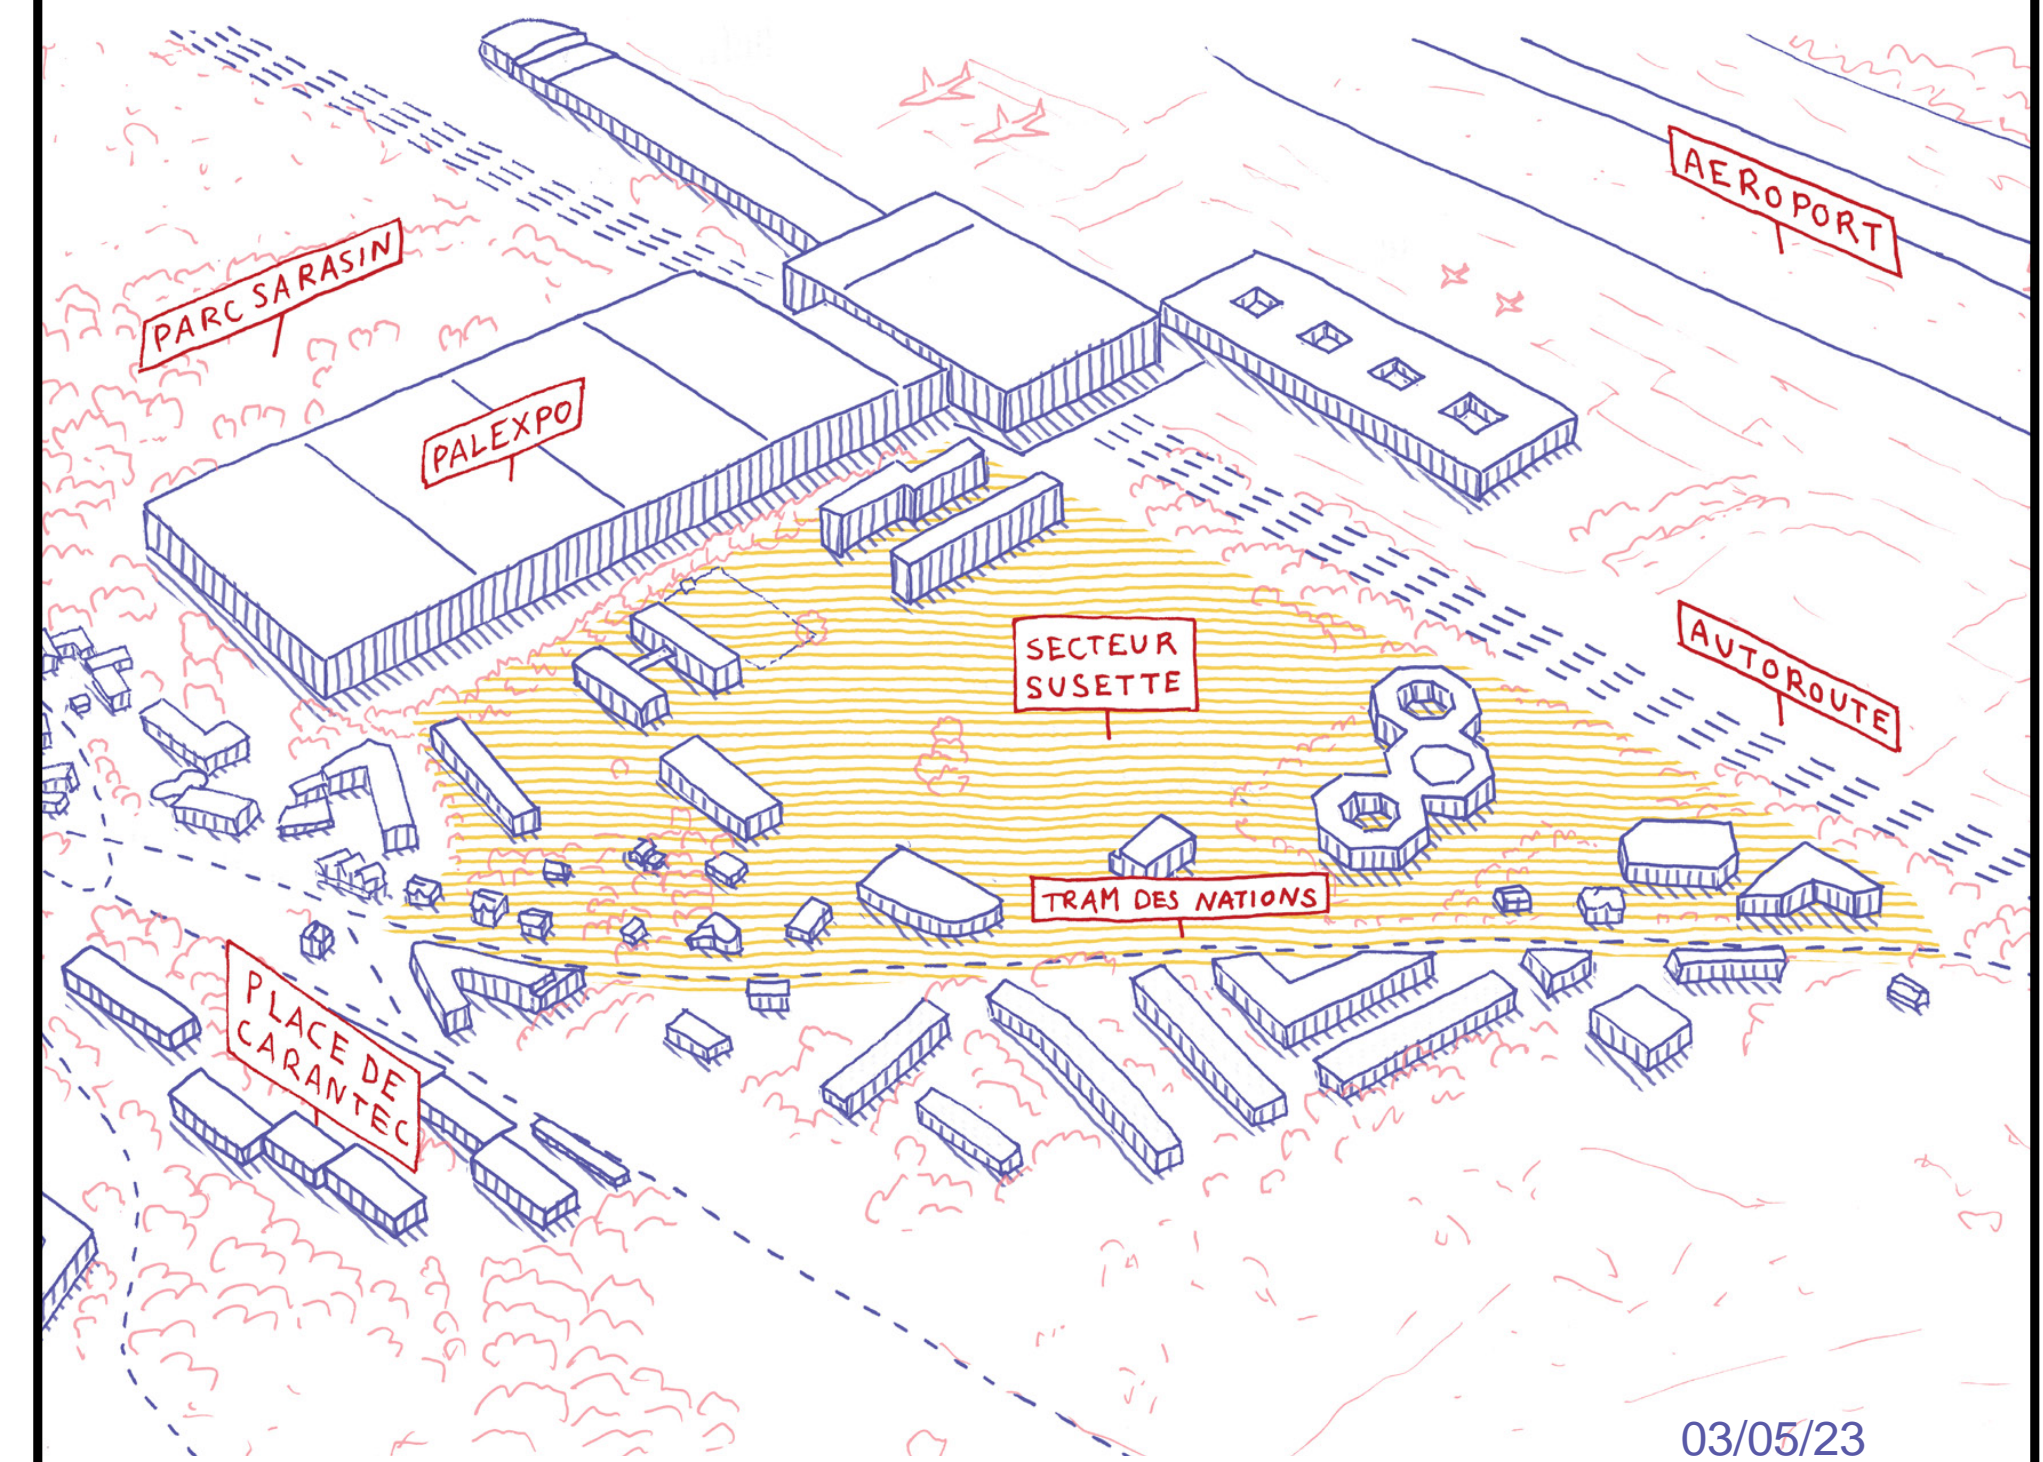 AEROPORT
PARC SARASIN
PALEXPO
SECTEUR
SUSETTE
AUTOROUTE
TRAM DES NATIONS
PLACE DE
CARANTEC
03/05/23